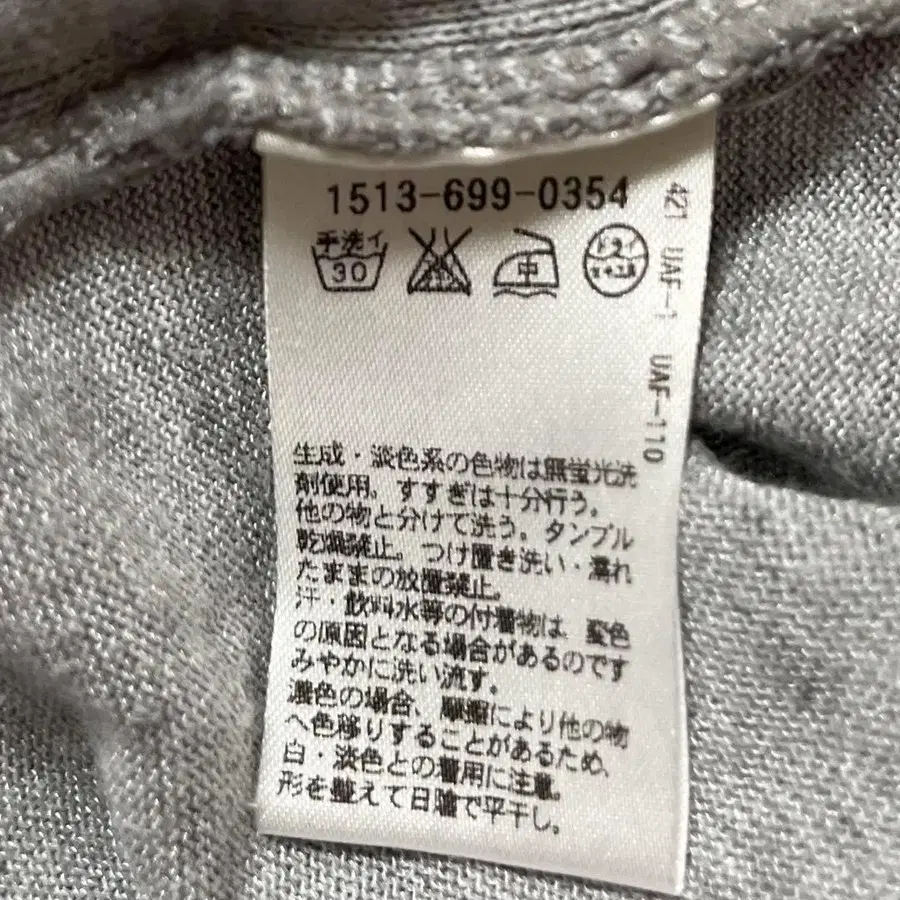 1513-699-0354
手洗イ
30
中
ドライ
421 UAF-1 UAF-110
生成・淡色系の色物は無蛍光洗
剤使用。すすぎは十分行う。
他の物と分けて洗う。タンブル
乾燥禁止。つけ置き洗い・濡れ
たままの放置禁止。
汗・飲料水等の付着物は、変色
の原因となる場合があるのです
みやかに洗い流す。
濃色の場合、摩擦により他の物
へ色移りすることがあるため、
白・淡色との着用に注意。
形を整えて日陰で平干し。